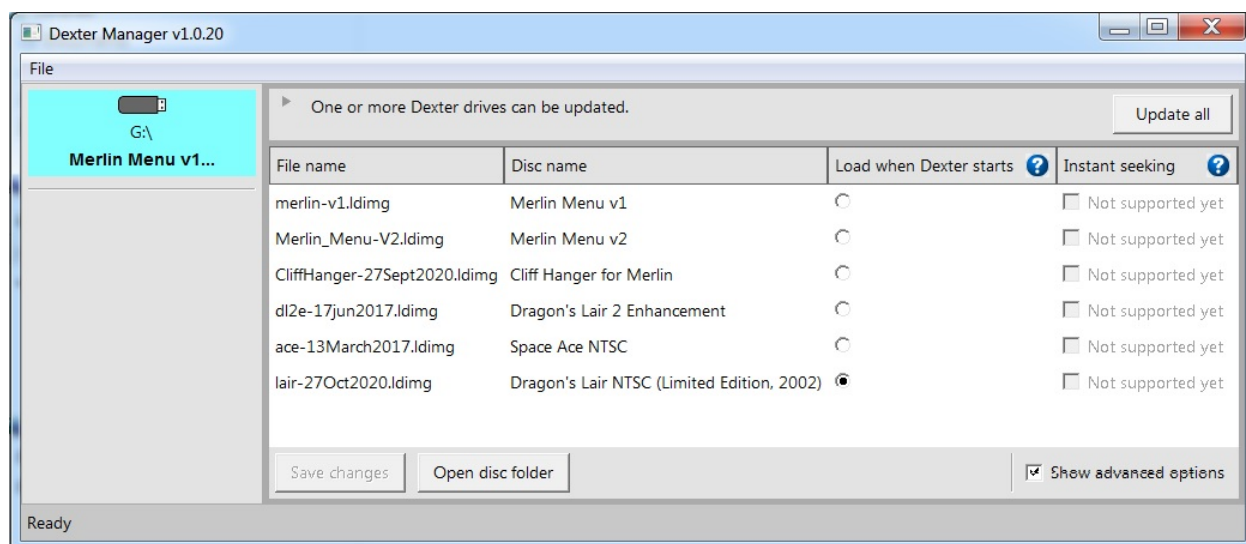 Dexter Manager v1.0.20
File
G:\
Merlin Menu v1...
One or more Dexter drives can be updated.
Update all
File name Disc name Load when Dexter starts ? Instant seeking ?
merlin-v1.ldimg Merlin Menu v1 Not supported yet
Merlin_Menu-V2.ldimg Merlin Menu v2 Not supported yet
CliffHanger-27Sept2020.ldimg Cliff Hanger for Merlin Not supported yet
dl2e-17jun2017.ldimg Dragon's Lair 2 Enhancement Not supported yet
ace-13March2017.ldimg Space Ace NTSC Not supported yet
lair-27Oct2020.ldimg Dragon's Lair NTSC (Limited Edition, 2002) Not supported yet
Save changes Open disc folder Show advanced options
Ready